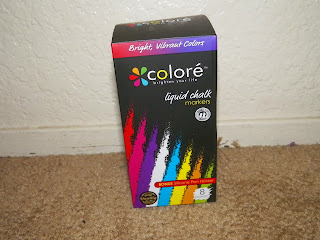 Bright, Vibrant Colors
coloré
brighten your life
liquid chalk
markers
8